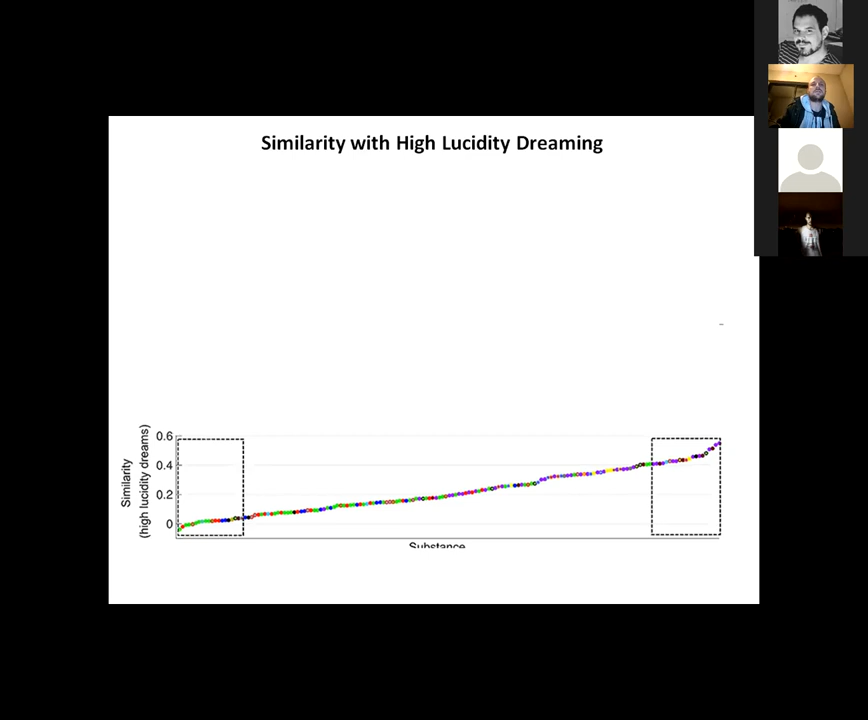 Similarity with High Lucidity Dreaming
Similarity
(high lucidity dreams)
0.6
0.4
0.2
0
Substance